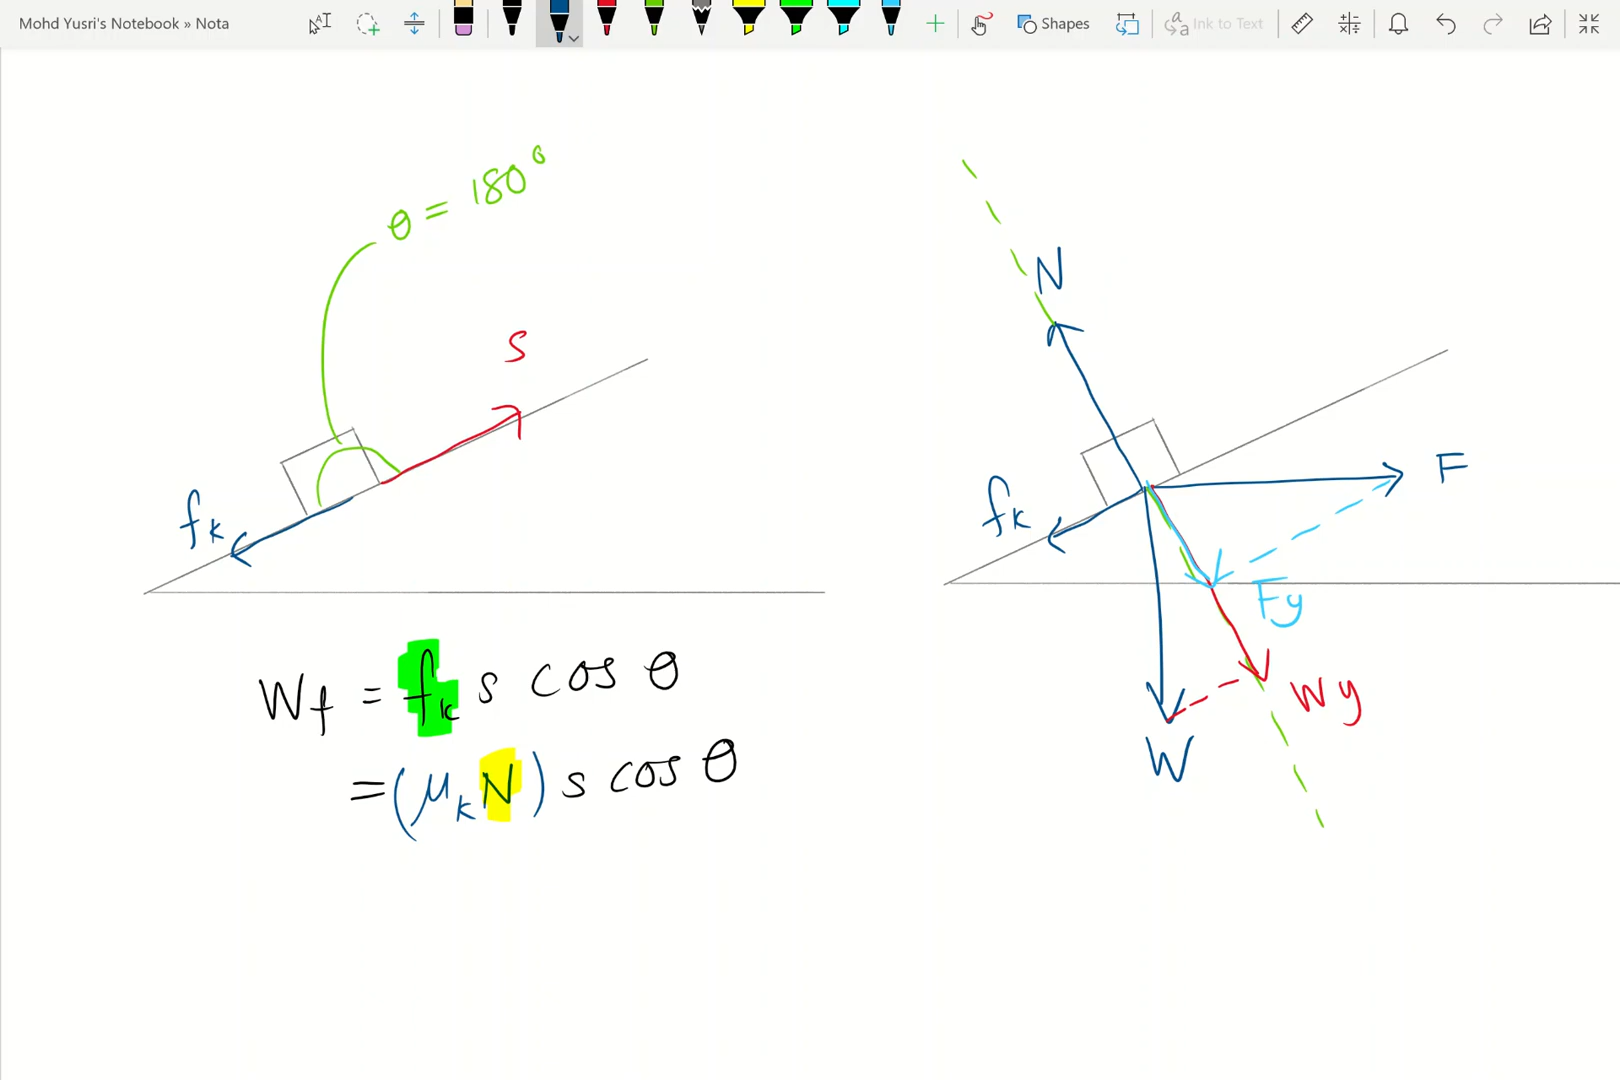 Mohd Yusri's Notebook » Nota
Shapes
Ink to Text
θ = 180°
s
fk
Wf = fk s cos θ
= (μk N) s cos θ
N
F
fk
Fy
Wy
W